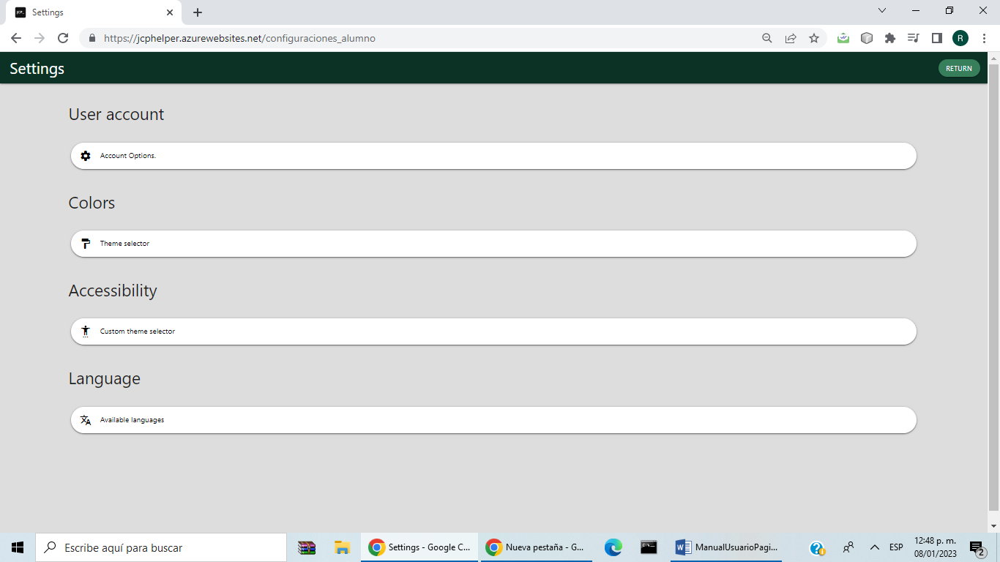 JCP_
Settings
https://jcphelper.azurewebsites.net/configuraciones_alumno
R
Settings
RETURN
User account
Account Options.
Colors
Theme selector
Accessibility
Custom theme selector
Language
Available languages
Escribe aquí para buscar
Settings - Google C...
Nueva pestaña - G...
ManualUsuarioPagi...
ESP
12:48 p. m.
08/01/2023
2